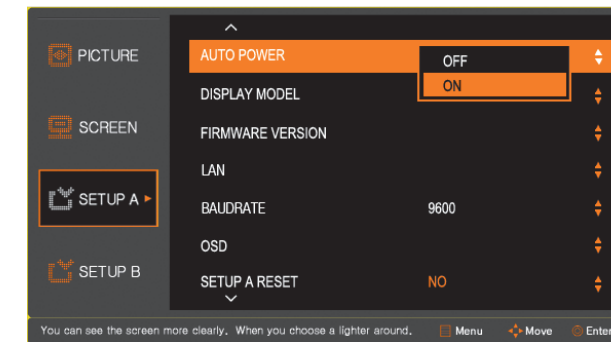 PICTURE
SCREEN
SETUP A
SETUP B
AUTO POWER
OFF
ON
DISPLAY MODEL
FIRMWARE VERSION
LAN
BAUDRATE 9600
OSD
SETUP A RESET NO
You can see the screen more clearly. When you choose a lighter around. Menu Move Enter